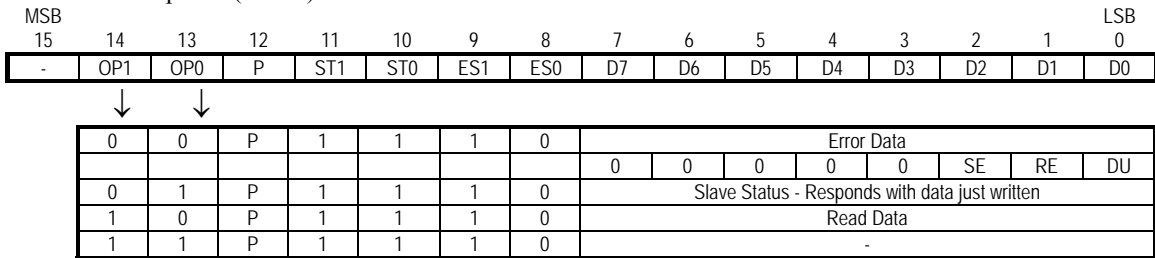 MSB LSB
15 14 13 12 11 10 9 8 7 6 5 4 3 2 1 0
- OP1 OP0 P ST1 ST0 ES1 ES0 D7 D6 D5 D4 D3 D2 D1 D0
↓ ↓
0 0 P 1 1 1 0 Error Data
0 0 0 0 0 SE RE DU
0 1 P 1 1 1 0 Slave Status - Responds with data just written
1 0 P 1 1 1 0 Read Data
1 1 P 1 1 1 0 -